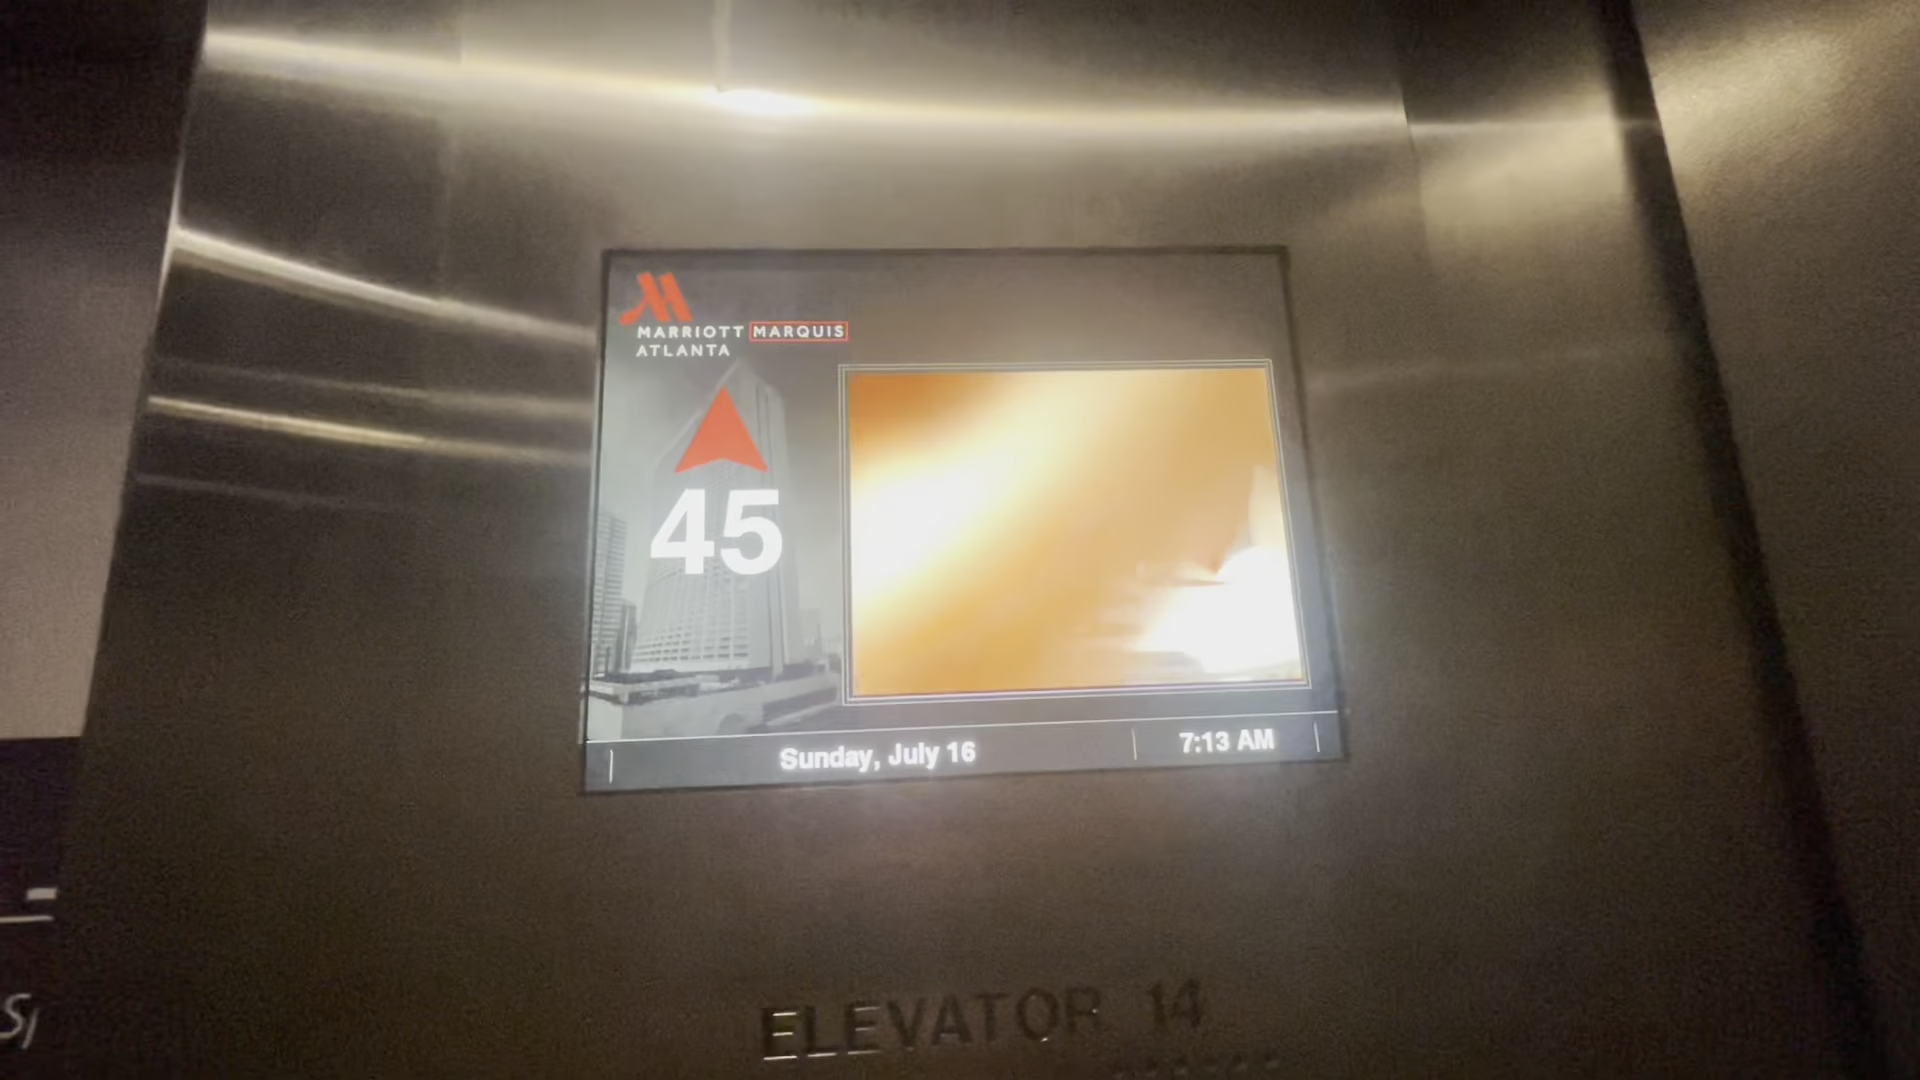 MARRIOTT MARQUIS
ATLANTA
45
Sunday, July 16
7:13 AM
ELEVATOR 14